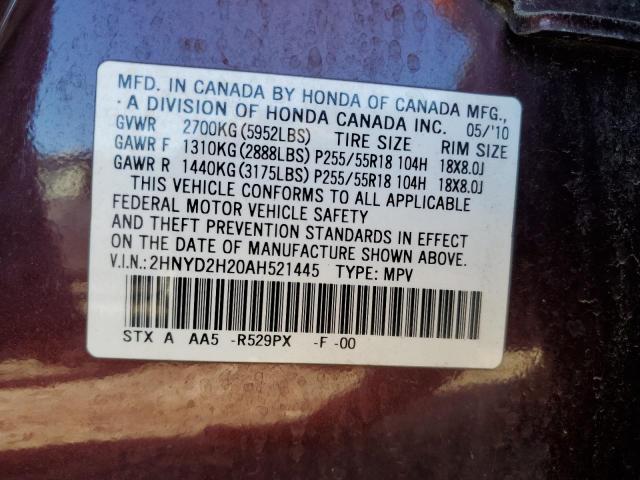 MFD. IN CANADA BY HONDA OF CANADA MFG.,
A DIVISION OF HONDA CANADA INC. 05/'10
GVWR 2700KG(5952LBS) TIRE SIZE RIM SIZE
GAWR F 1310KG(2888LBS) P255/55R18 104H 18X8.0J
GAWR R 1440KG(3175LBS) P255/55R18 104H 18X8.0J
THIS VEHICLE CONFORMS TO ALL APPLICABLE
FEDERAL MOTOR VEHICLE SAFETY
AND THEFT PREVENTION STANDARDS IN EFFECT
ON THE DATE OF MANUFACTURE SHOWN ABOVE.
V.I.N.:2HNYD2H20AH521445 TYPE: MPV
STX A AA5 -R529PX -F -00